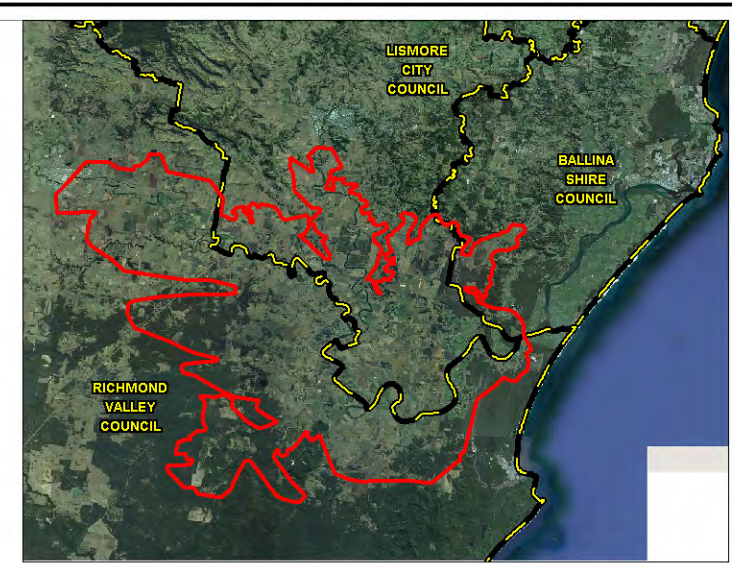 LISMORE
CITY
COUNCIL
BALLINA
SHIRE
COUNCIL
RICHMOND
VALLEY
COUNCIL